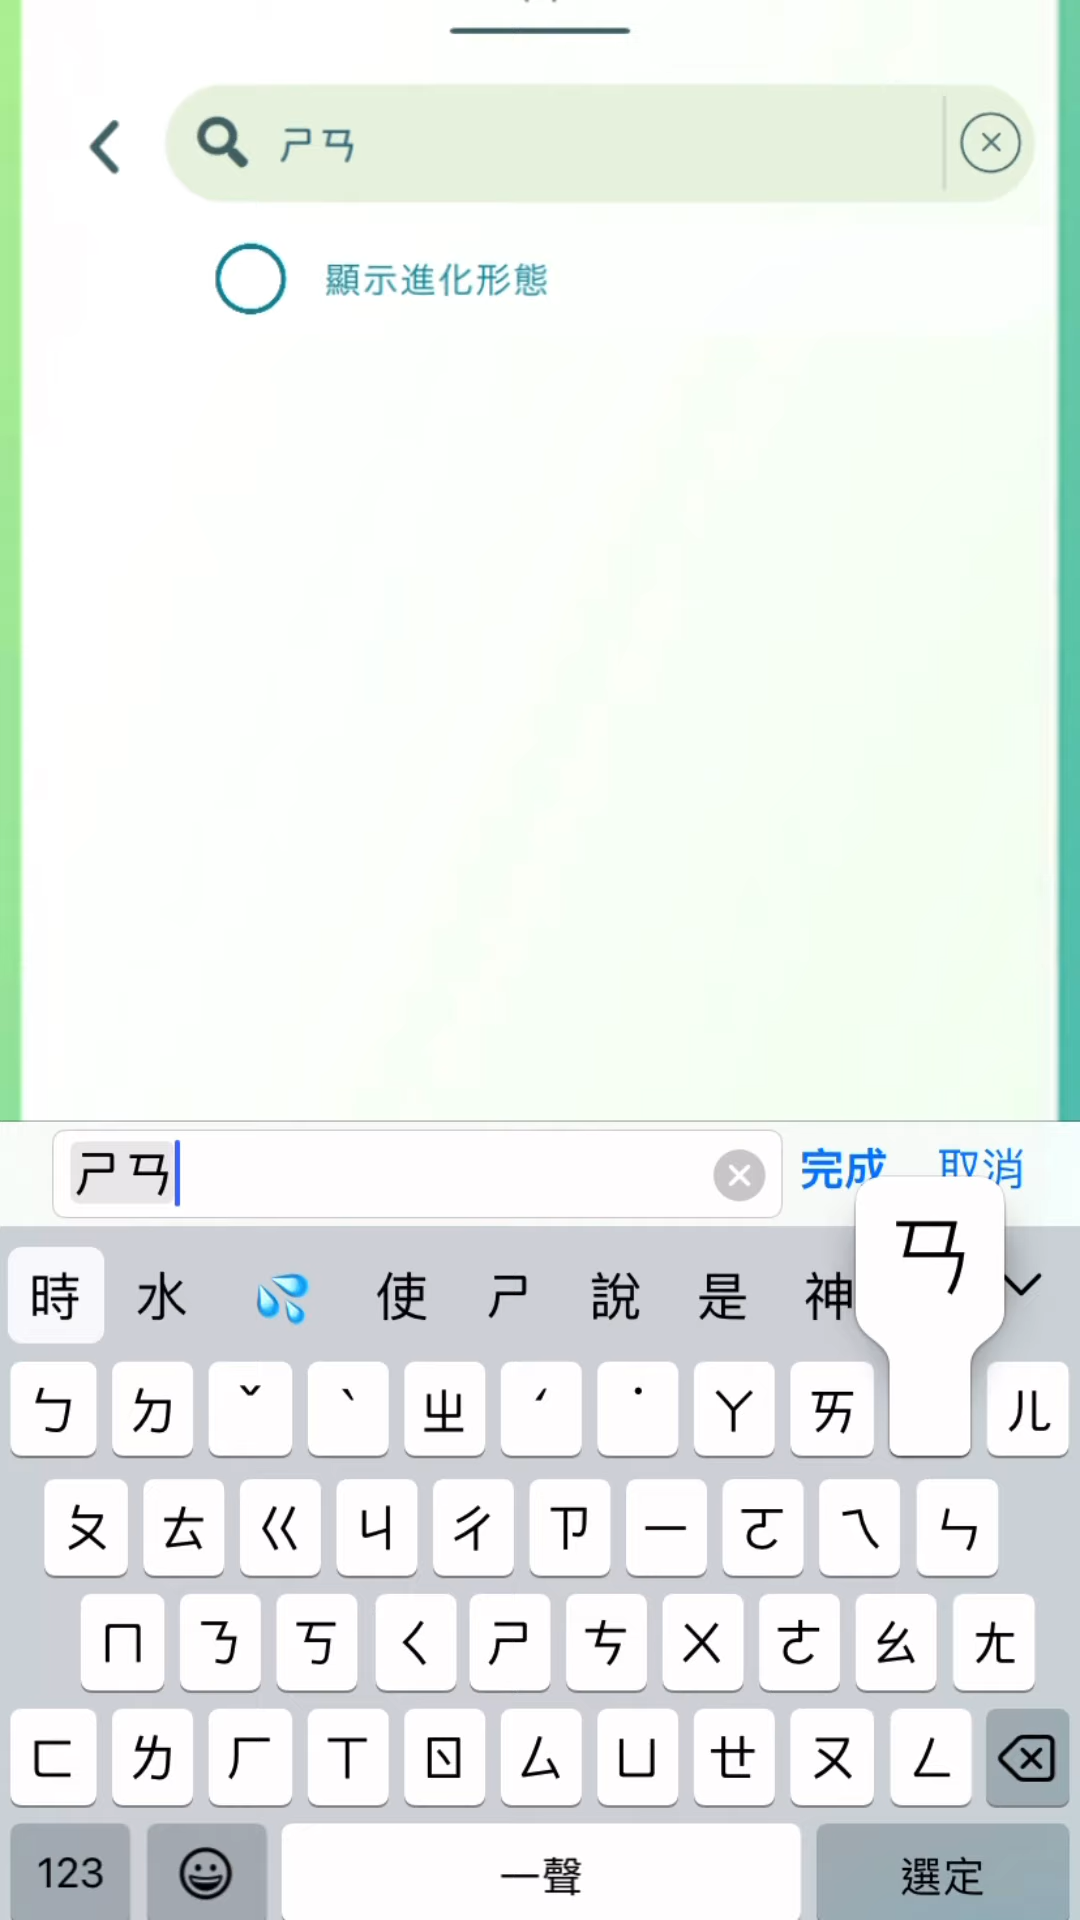 ㄕㄢ
顯示進化形態
ㄕㄢ
完成 取消
ㄢ
時 水 💦 使 ㄕ 說 是 神
ㄅ ㄉ ˇ ˋ ㄓ ˊ ˙ ㄚ ㄞ ㄦ
ㄆ ㄊ ㄍ ㄐ ㄔ ㄗ ㄧ ㄛ ㄟ ㄣ
ㄇ ㄋ ㄎ ㄑ ㄕ ㄘ ㄨ ㄜ ㄠ ㄤ
ㄈ ㄌ ㄏ ㄒ ㄖ ㄙ ㄩ ㄝ ㄡ ㄥ
123 一聲 選定